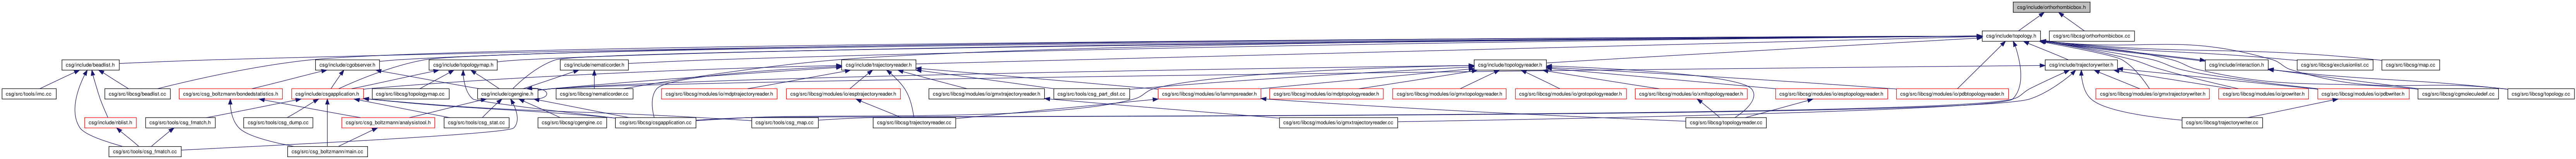 csg/include/orthorhombicbox.h
csg/include/topology.h
csg/src/libcsg/orthorhombicbox.cc
csg/include/beadlist.h
csg/include/cgobserver.h
csg/include/topologymap.h
csg/include/nematicorder.h
csg/include/trajectoryreader.h
csg/include/topologyreader.h
csg/include/trajectorywriter.h
csg/include/interaction.h
csg/src/libcsg/exclusionlist.cc
csg/src/libcsg/map.cc
csg/src/tools/imc.cc
csg/src/libcsg/beadlist.cc
csg/src/csg_boltzmann/bondedstatistics.h
csg/include/csgapplication.h
csg/src/libcsg/topologymap.cc
csg/include/cgengine.h
csg/src/libcsg/nematicorder.cc
csg/src/libcsg/modules/io/mdptrajectoryreader.h
csg/src/libcsg/modules/io/esptrajectoryreader.h
csg/src/libcsg/modules/io/gmxtrajectoryreader.h
csg/src/tools/csg_part_dist.cc
csg/src/libcsg/modules/io/lammpsreader.h
csg/src/libcsg/modules/io/mdptopologyreader.h
csg/src/libcsg/modules/io/gmxtopologyreader.h
csg/src/libcsg/modules/io/grotopologyreader.h
csg/src/libcsg/modules/io/xmltopologyreader.h
csg/src/libcsg/modules/io/esptopologyreader.h
csg/src/libcsg/modules/io/pdbtopologyreader.h
csg/src/libcsg/modules/io/gmxtrajectorywriter.h
csg/src/libcsg/modules/io/growriter.h
csg/src/libcsg/modules/io/pdbwriter.h
csg/src/libcsg/cgmoleculedef.cc
csg/src/libcsg/topology.cc
csg/include/nblist.h
csg/src/tools/csg_fmatch.h
csg/src/tools/csg_dump.cc
csg/src/csg_boltzmann/analysistool.h
csg/src/tools/csg_stat.cc
csg/src/libcsg/cgengine.cc
csg/src/libcsg/csgapplication.cc
csg/src/tools/csg_map.cc
csg/src/libcsg/trajectoryreader.cc
csg/src/libcsg/modules/io/gmxtrajectoryreader.cc
csg/src/libcsg/topologyreader.cc
csg/src/libcsg/trajectorywriter.cc
csg/src/tools/csg_fmatch.cc
csg/src/csg_boltzmann/main.cc